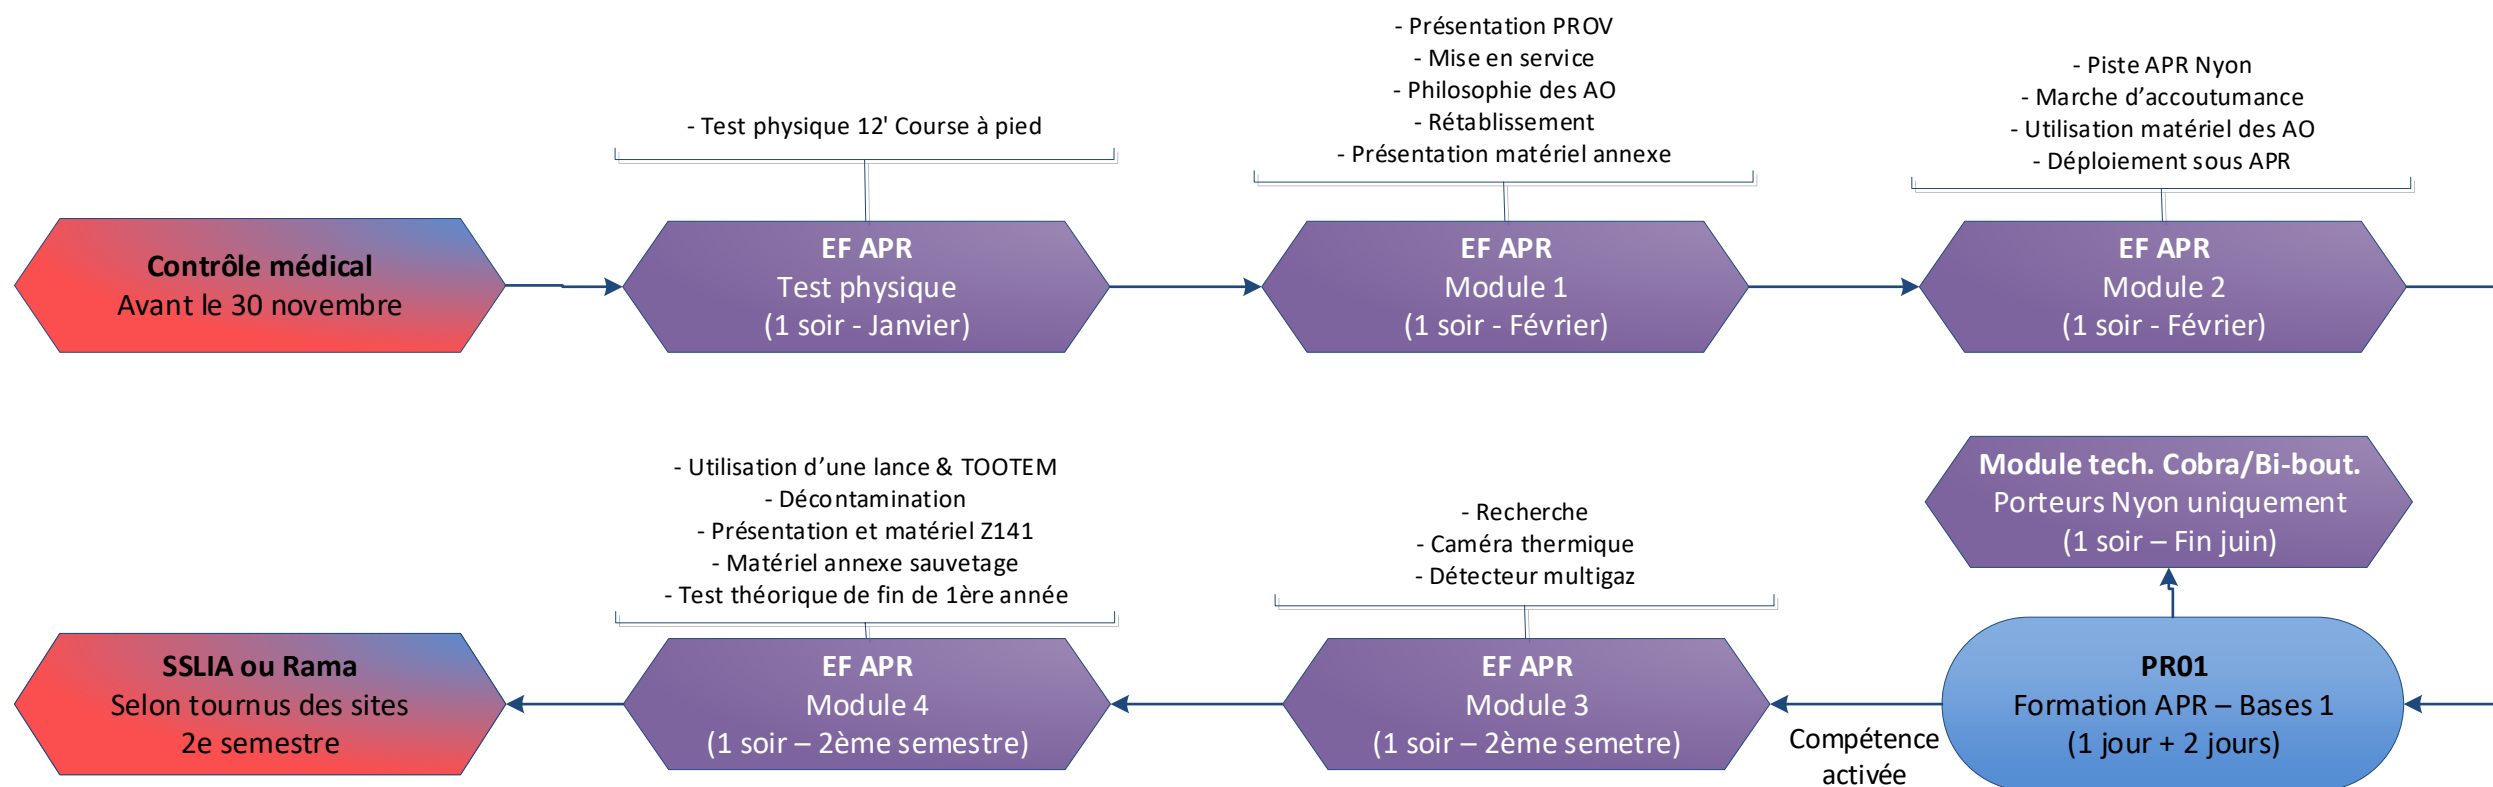 - Test physique 12' Course à pied
- Présentation PROV
- Mise en service
- Philosophie des AO
- Rétablissement
- Présentation matériel annexe
- Piste APR Nyon
- Marche d’accoutumance
- Utilisation matériel des AO
- Déploiement sous APR
Contrôle médical
Avant le 30 novembre
EF APR
Test physique
(1 soir - Janvier)
EF APR
Module 1
(1 soir - Février)
EF APR
Module 2
(1 soir - Février)
Module tech. Cobra/Bi-bout.
Porteurs Nyon uniquement
(1 soir – Fin juin)
PR01
Formation APR – Bases 1
(1 jour + 2 jours)
Compétence
activée
- Recherche
- Caméra thermique
- Détecteur multigaz
EF APR
Module 3
(1 soir – 2ème semetre)
- Utilisation d’une lance & TOOTEM
- Décontamination
- Présentation et matériel Z141
- Matériel annexe sauvetage
- Test théorique de fin de 1ère année
EF APR
Module 4
(1 soir – 2ème semestre)
SSLIA ou Rama
Selon tournus des sites
2e semestre